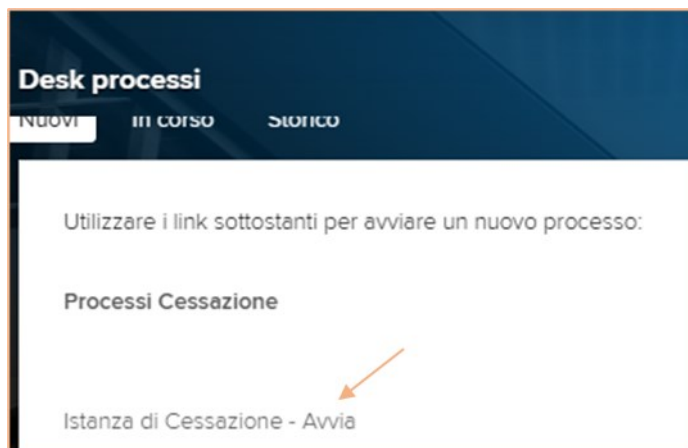 Desk processi
Nuovi In corso Storico
Utilizzare i link sottostanti per avviare un nuovo processo:
Processi Cessazione
Istanza di Cessazione - Avvia